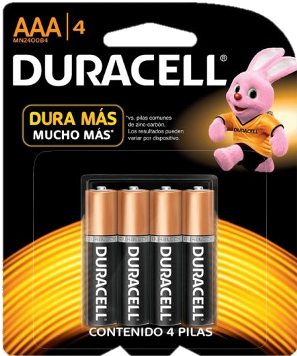 AAA 4
MN2400B4
DURACELL®
DURA MÁS
MUCHO MÁS*
*vs. pilas comunes
de zinc-carbón.
Los resultados pueden
variar por dispositivo.
DURACELL
DURACELL
DURACELL
DURACELL
DURACELL
CONTENIDO 4 PILAS